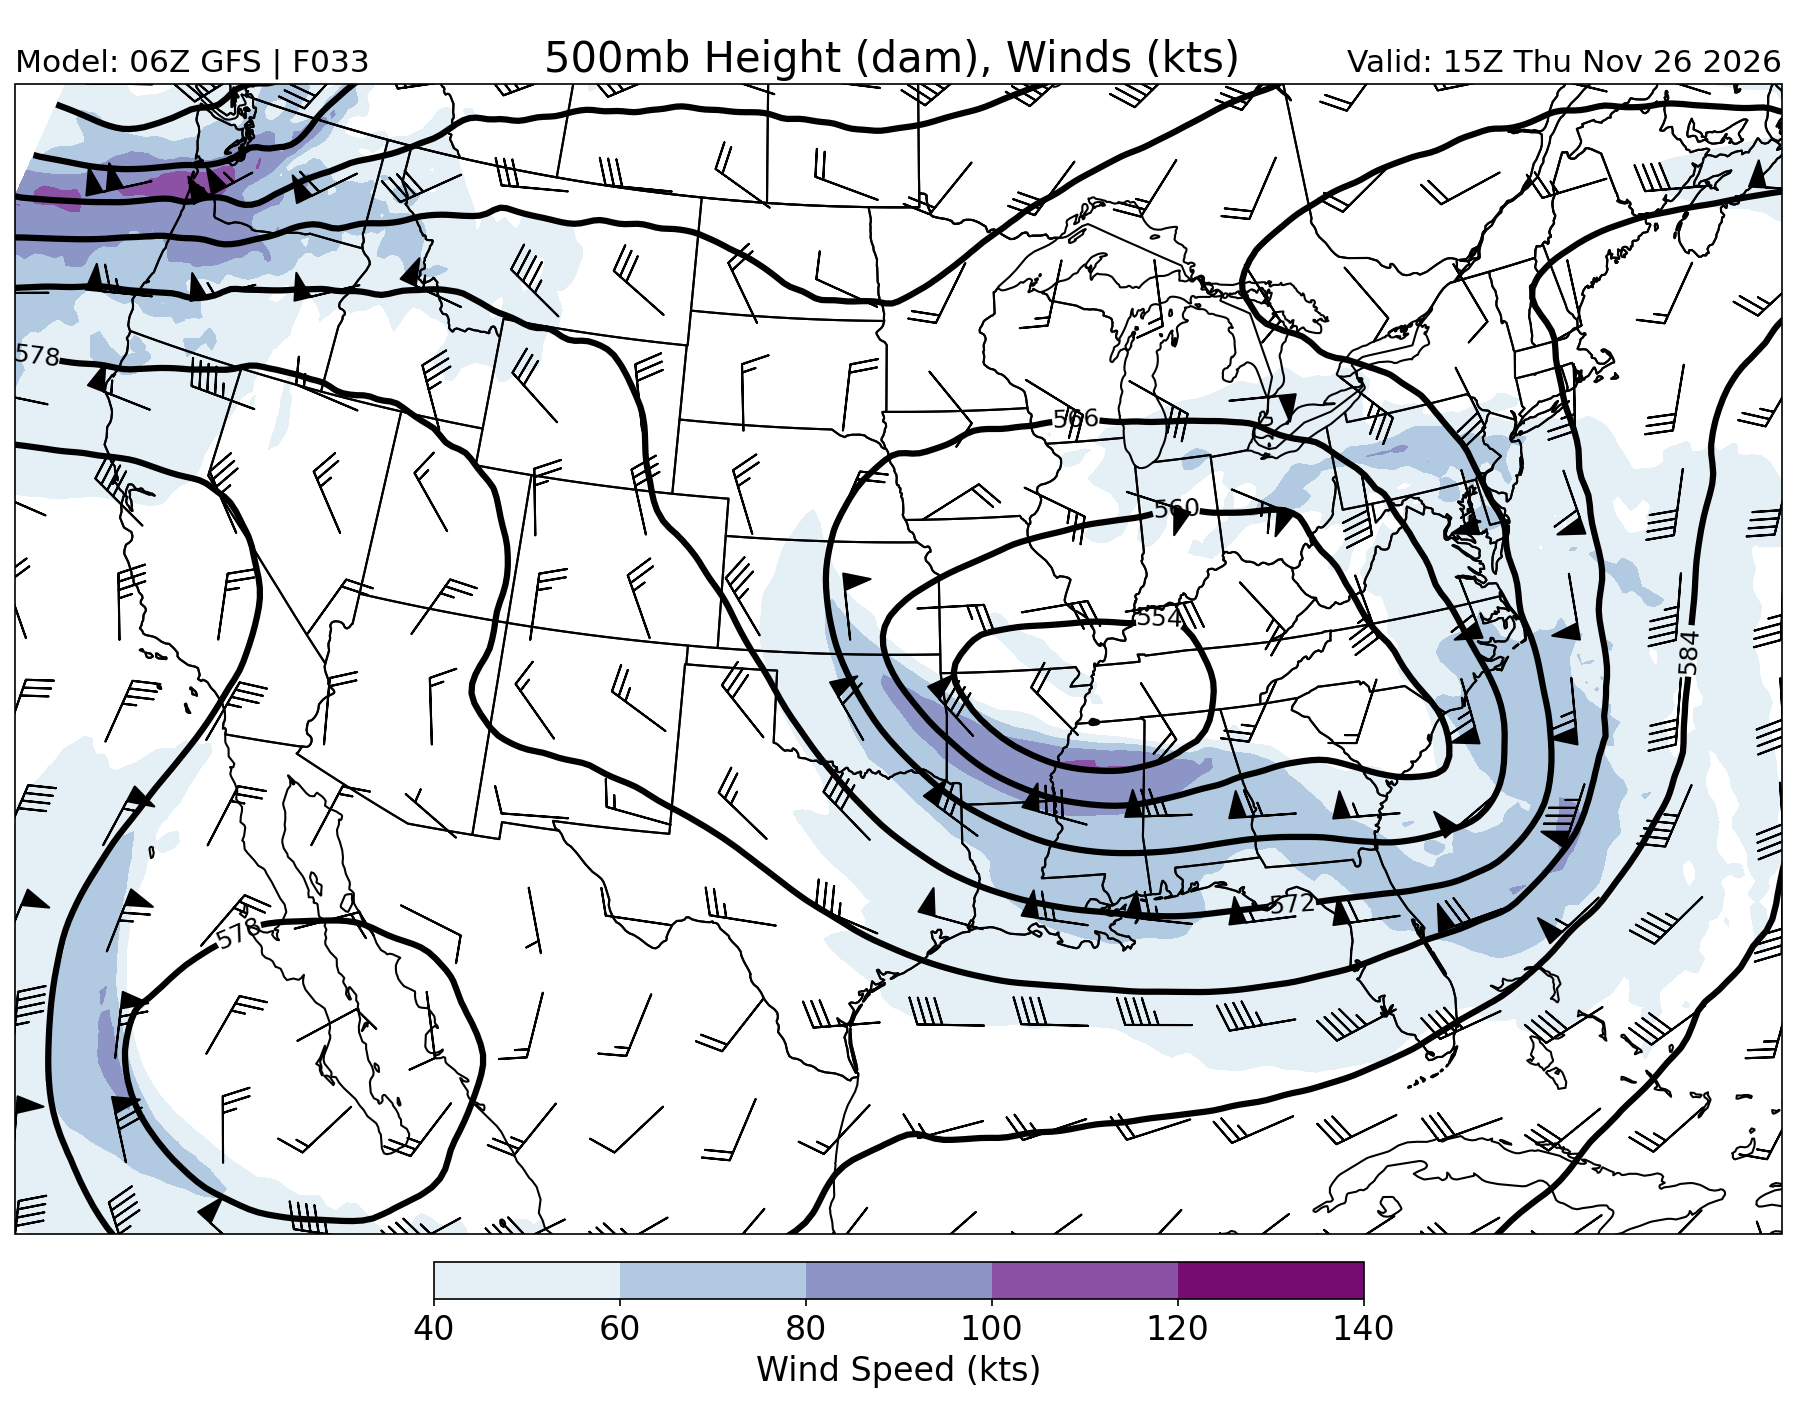 Model: 06Z GFS | F033
500mb Height (dam), Winds (kts)
Valid: 15Z Thu Nov 26 2026
578
566
560
554
584
572
578
40 60 80 100 120 140
Wind Speed (kts)